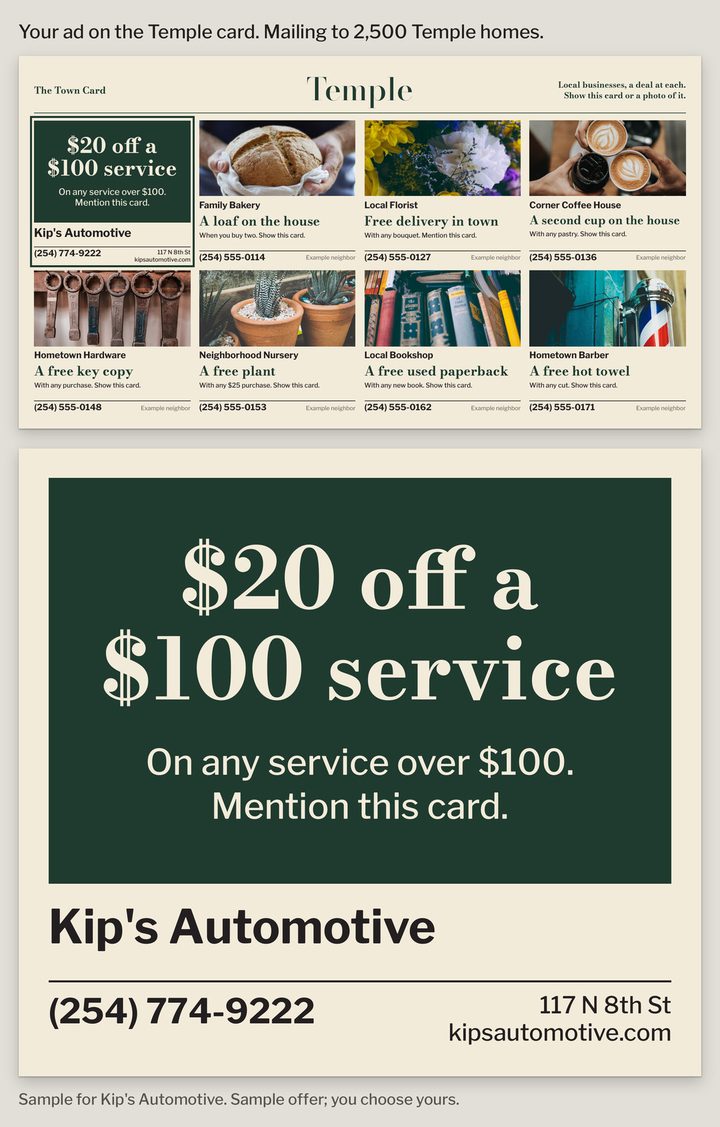 Your ad on the Temple card. Mailing to 2,500 Temple homes.
The Town Card
Temple
Local businesses, a deal at each.
Show this card or a photo of it.
$20 off a
$100 service
On any service over $100.
Mention this card.
Kip's Automotive
(254) 774-9222
117 N 8th St
kipsautomotive.com
Family Bakery
A loaf on the house
When you buy two. Show this card.
(254) 555-0114
Example neighbor
Local Florist
Free delivery in town
With any bouquet. Mention this card.
(254) 555-0127
Example neighbor
Corner Coffee House
A second cup on the house
With any pastry. Show this card.
(254) 555-0136
Example neighbor
Hometown Hardware
A free key copy
With any purchase. Show this card.
(254) 555-0148
Example neighbor
Neighborhood Nursery
A free plant
With any $25 purchase. Show this card.
(254) 555-0153
Example neighbor
Local Bookshop
A free used paperback
With any new book. Show this card.
(254) 555-0162
Example neighbor
Hometown Barber
A free hot towel
With any cut. Show this card.
(254) 555-0171
Example neighbor
$20 off a
$100 service
On any service over $100.
Mention this card.
Kip's Automotive
(254) 774-9222
117 N 8th St
kipsautomotive.com
Sample for Kip's Automotive. Sample offer; you choose yours.